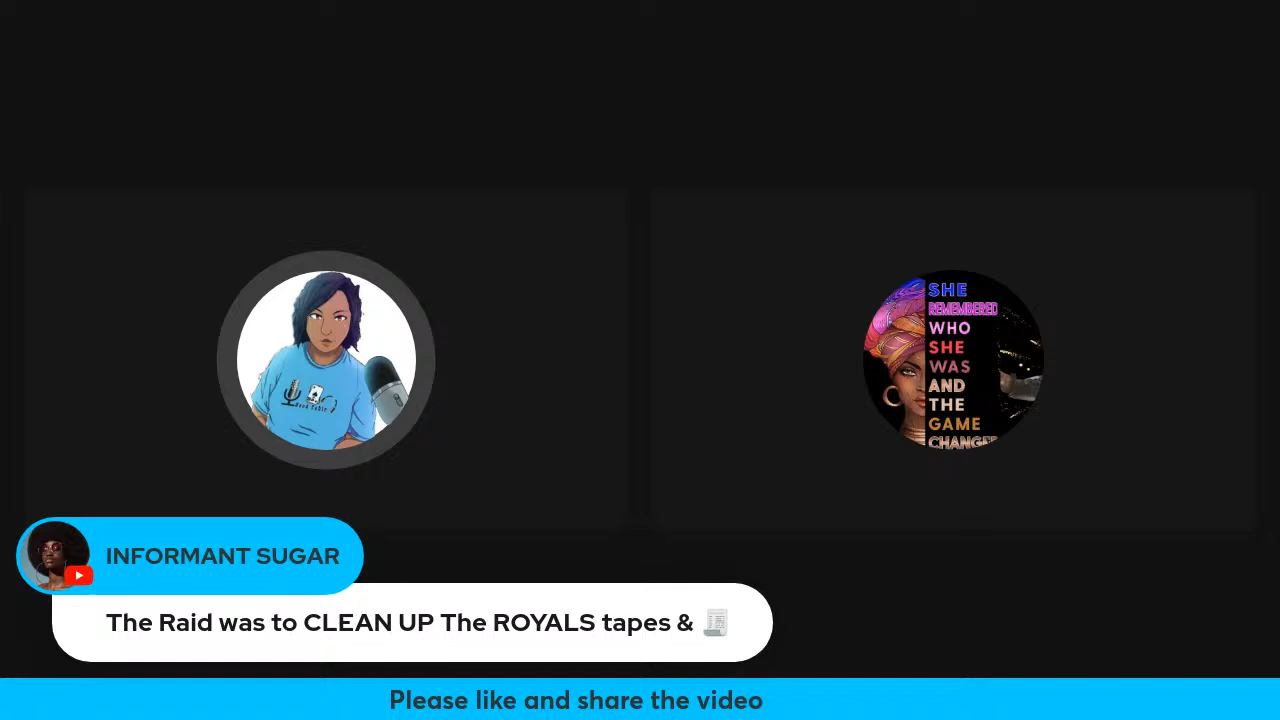 SHE
REMEMBERED
WHO
SHE
WAS
AND
THE
GAME
CHANGED
INFORMANT SUGAR
The Raid was to CLEAN UP The ROYALS tapes & 📜
Please like and share the video